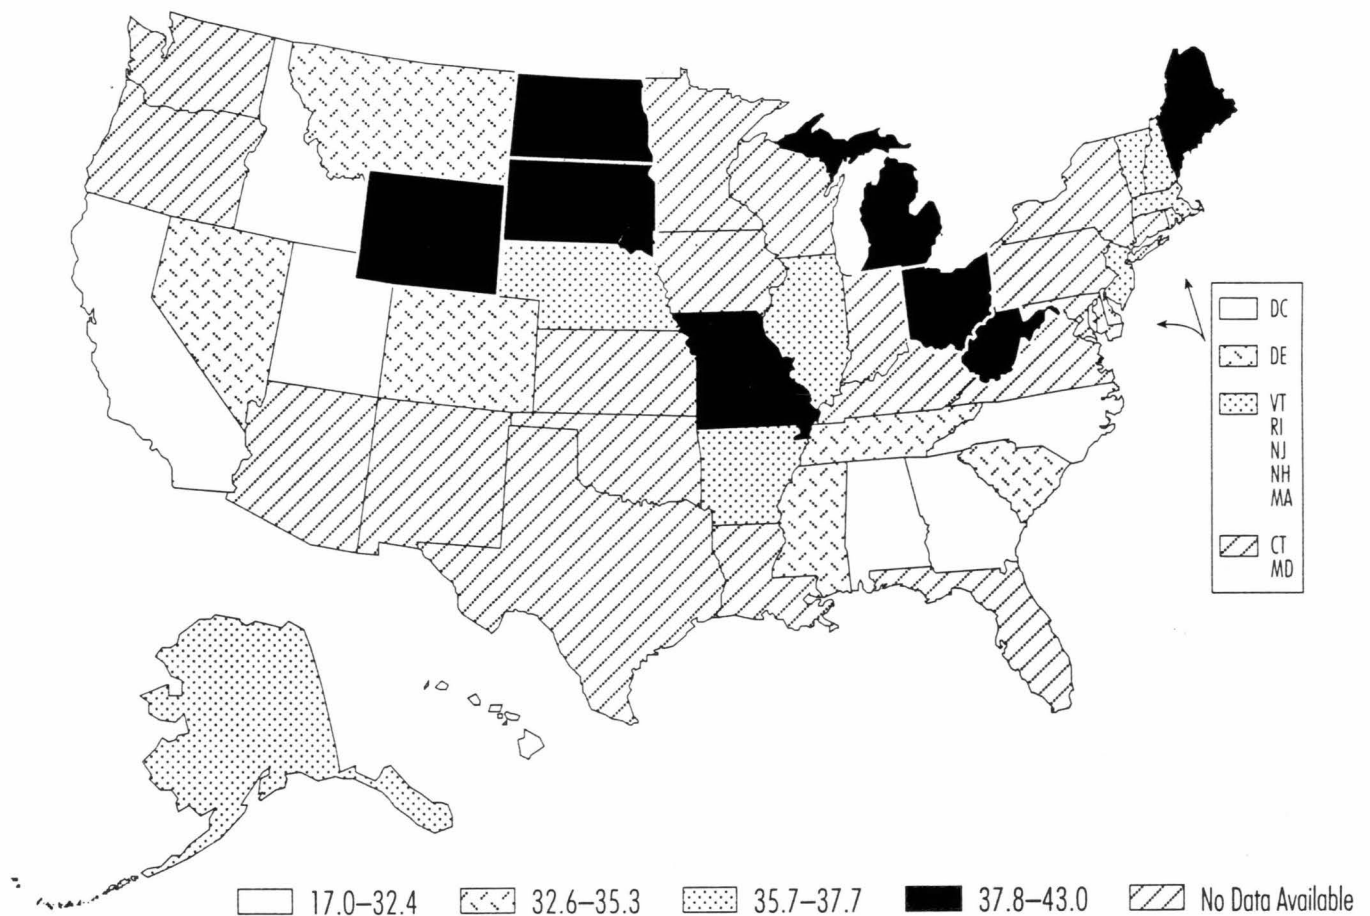 DC
DE
VT
RI
NJ
NH
MA
CT
MD
17.0–32.4
32.6–35.3
35.7–37.7
37.8–43.0
No Data Available